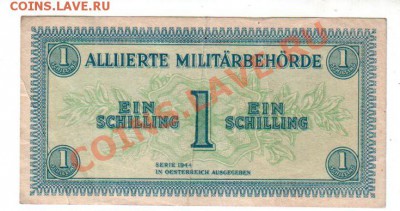 COINS.LAVE.RU
1 1
ALLIIERTE MILITÄRBEHÖRDE
EIN SCHILLING 1 EIN SCHILLING
SERIE 1944
IN OESTERREICH AUSGEGEBEN
1 1
COINS.LAVE.RU